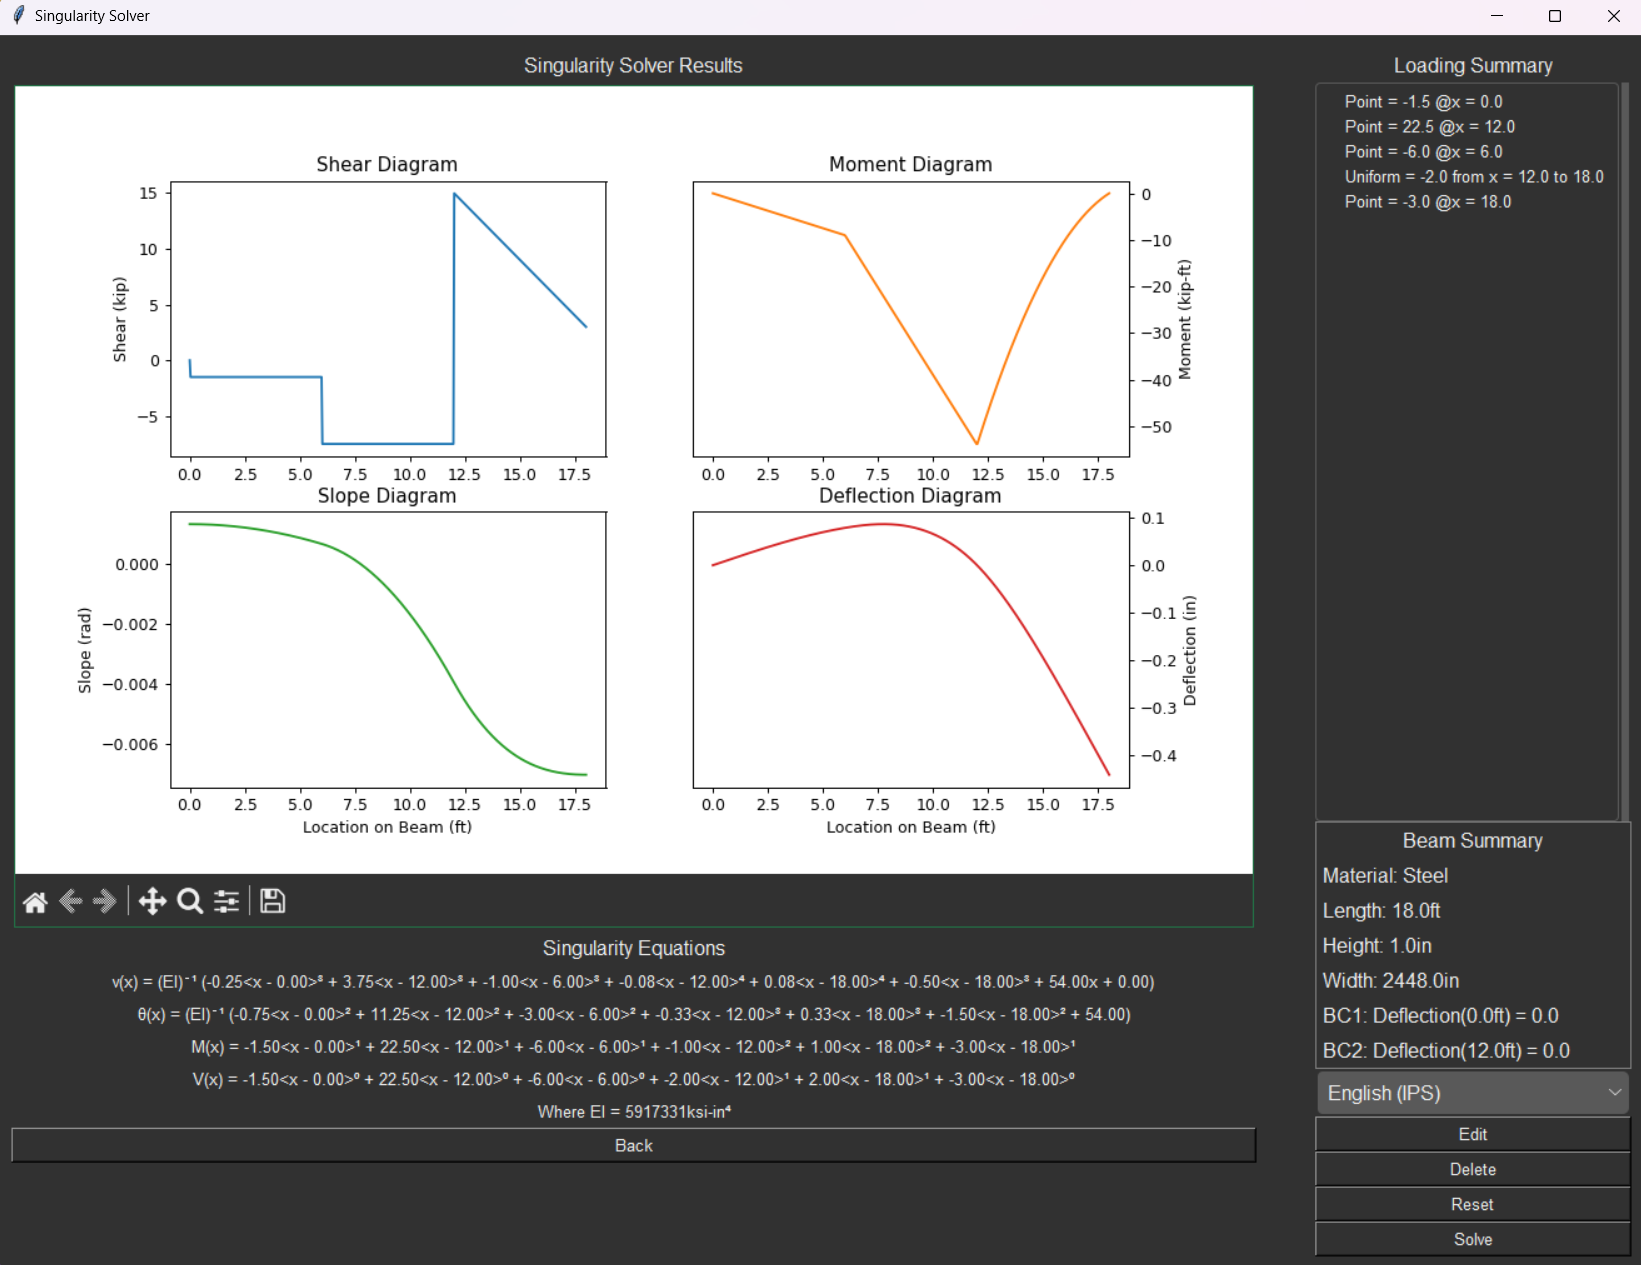 Singularity Solver
Singularity Solver Results
Shear Diagram
15
10
5
0
−5
Shear (kip)
0.0 2.5 5.0 7.5 10.0 12.5 15.0 17.5
Moment Diagram
0
−10
−20
−30
−40
−50
Moment (kip-ft)
0.0 2.5 5.0 7.5 10.0 12.5 15.0 17.5
Slope Diagram
0.000
−0.002
−0.004
−0.006
Slope (rad)
0.0 2.5 5.0 7.5 10.0 12.5 15.0 17.5
Location on Beam (ft)
Deflection Diagram
0.1
0.0
−0.1
−0.2
−0.3
−0.4
Deflection (in)
0.0 2.5 5.0 7.5 10.0 12.5 15.0 17.5
Location on Beam (ft)
Singularity Equations
v(x) = (EI)⁻¹ (-0.25<x - 0.00>³ + 3.75<x - 12.00>³ + -1.00<x - 6.00>³ + -0.08<x - 12.00>⁴ + 0.08<x - 18.00>⁴ + -0.50<x - 18.00>³ + 54.00x + 0.00)
θ(x) = (EI)⁻¹ (-0.75<x - 0.00>² + 11.25<x - 12.00>² + -3.00<x - 6.00>² + -0.33<x - 12.00>³ + 0.33<x - 18.00>³ + -1.50<x - 18.00>² + 54.00)
M(x) = -1.50<x - 0.00>¹ + 22.50<x - 12.00>¹ + -6.00<x - 6.00>¹ + -1.00<x - 12.00>² + 1.00<x - 18.00>² + -3.00<x - 18.00>¹
V(x) = -1.50<x - 0.00>⁰ + 22.50<x - 12.00>⁰ + -6.00<x - 6.00>⁰ + -2.00<x - 12.00>¹ + 2.00<x - 18.00>¹ + -3.00<x - 18.00>⁰
Where EI = 5917331ksi-in⁴
Back
Loading Summary
Point = -1.5 @x = 0.0
Point = 22.5 @x = 12.0
Point = -6.0 @x = 6.0
Uniform = -2.0 from x = 12.0 to 18.0
Point = -3.0 @x = 18.0
Beam Summary
Material: Steel
Length: 18.0ft
Height: 1.0in
Width: 2448.0in
BC1: Deflection(0.0ft) = 0.0
BC2: Deflection(12.0ft) = 0.0
English (IPS)
Edit
Delete
Reset
Solve